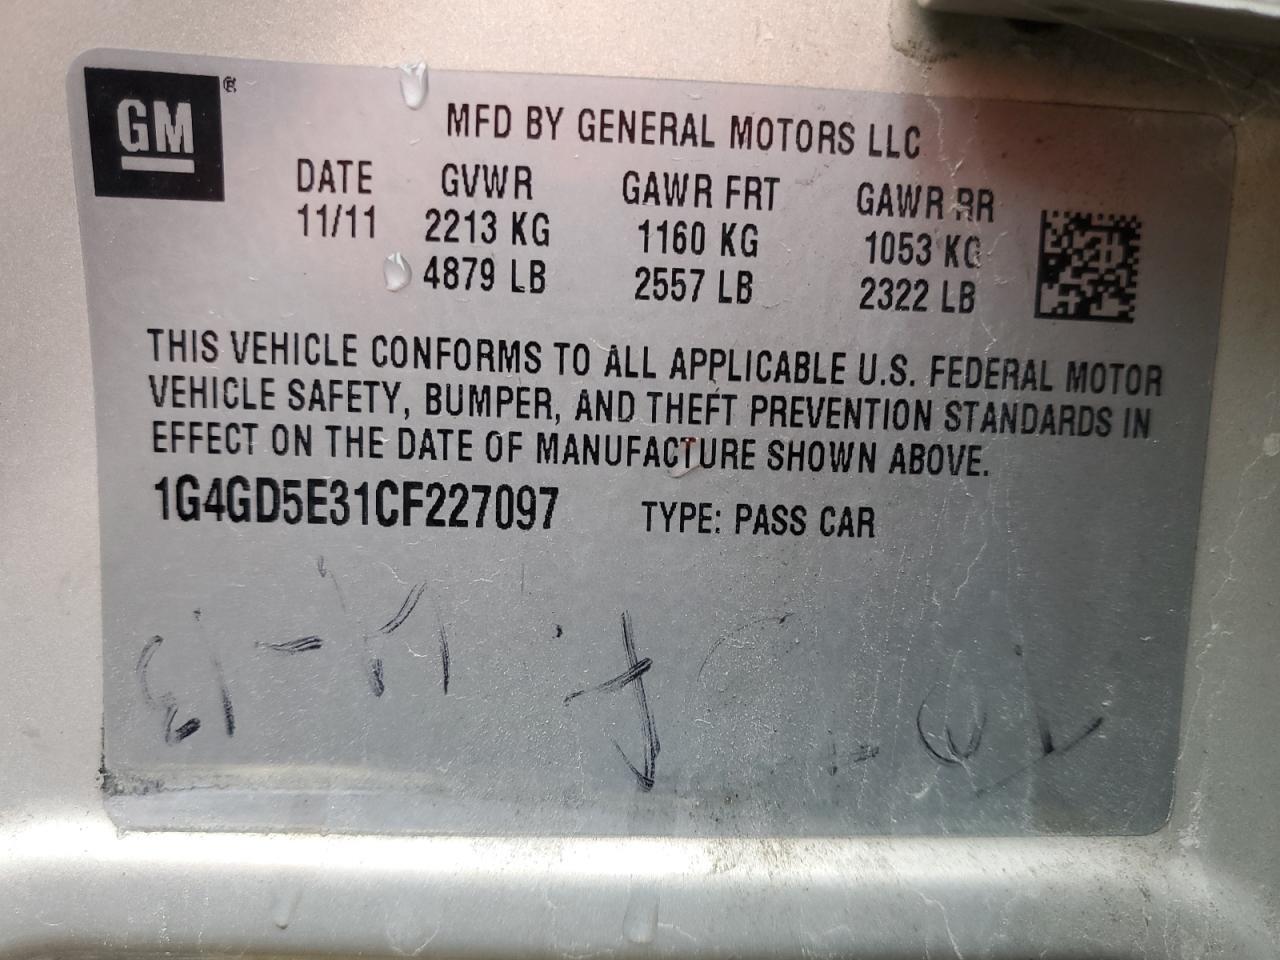 GM ®
MFD BY GENERAL MOTORS LLC
DATE GVWR GAWR FRT GAWR RR
11/11 2213 KG 1160 KG 1053 KG
4879 LB 2557 LB 2322 LB
THIS VEHICLE CONFORMS TO ALL APPLICABLE U.S. FEDERAL MOTOR
VEHICLE SAFETY, BUMPER, AND THEFT PREVENTION STANDARDS IN
EFFECT ON THE DATE OF MANUFACTURE SHOWN ABOVE.
1G4GD5E31CF227097 TYPE: PASS CAR